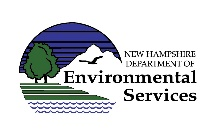 NEW HAMPSHIRE
DEPARTMENT OF
Environmental
Services